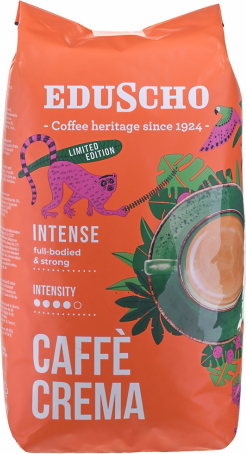 EDUSCHO
- Coffee heritage since 1924 -
LIMITED
EDITION
INTENSE
full-bodied
& strong
INTENSITY
CAFFÈ
CREMA